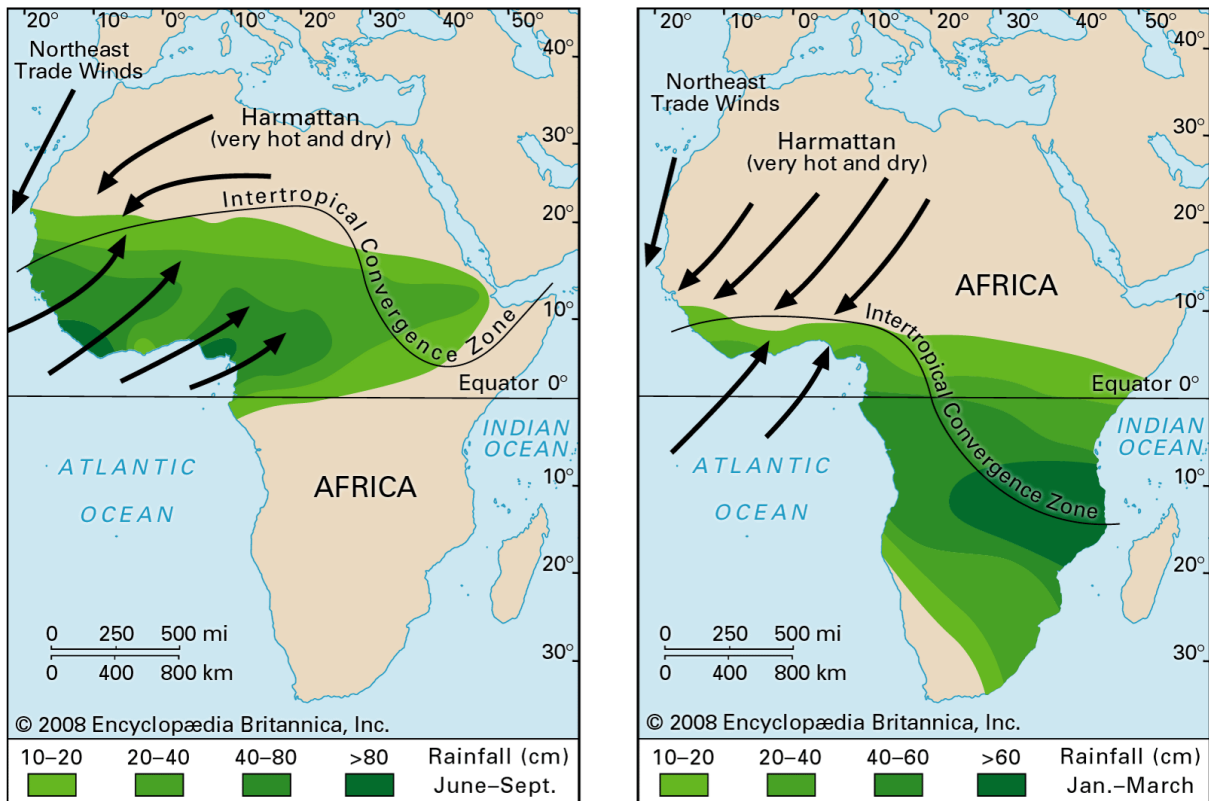 20° 10° 0° 10° 20° 30° 40° 50°
40°
Northeast
Trade Winds
Harmattan
(very hot and dry)
30°
Intertropical Convergence Zone
20°
10°
Equator 0°
INDIAN
OCEAN
ATLANTIC
OCEAN
AFRICA
10°
20°
0 250 500 mi
0 400 800 km
30°
© 2008 Encyclopædia Britannica, Inc.
10–20 20–40 40–80 >80 Rainfall (cm)
June–Sept.
20° 10° 0° 10° 20° 30° 40° 50°
40°
Northeast
Trade Winds
30°
Harmattan
(very hot and dry)
20°
AFRICA
10°
Intertropical Convergence Zone
Equator 0°
INDIAN
OCEAN
ATLANTIC
OCEAN
10°
20°
0 250 500 mi
0 400 800 km
30°
© 2008 Encyclopædia Britannica, Inc.
10–20 20–40 40–60 >60 Rainfall (cm)
Jan.–March